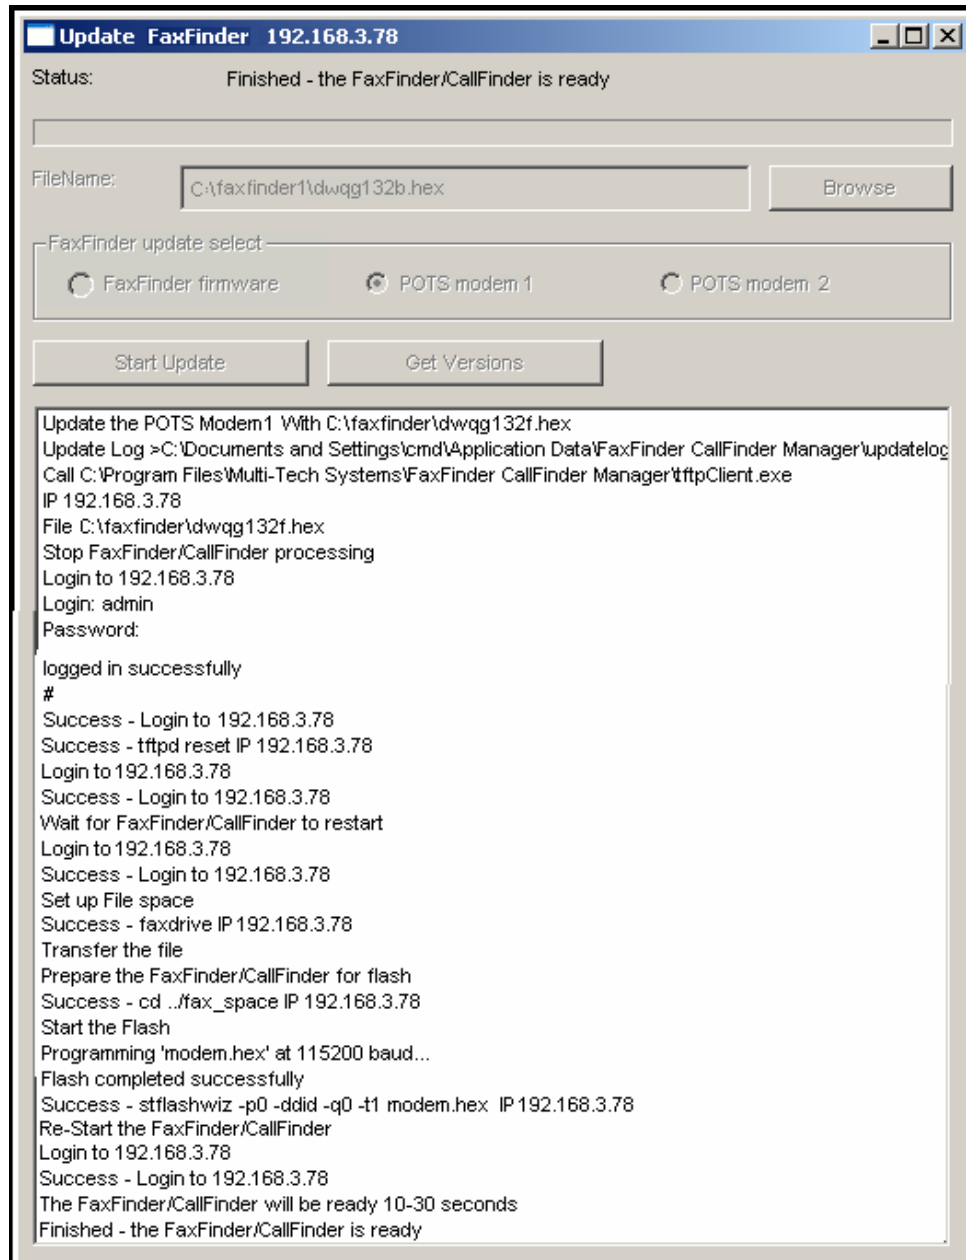 Update FaxFinder 192.168.3.78
Status: Finished - the FaxFinder/CallFinder is ready
FileName: C:\faxfinder1\dwqg132b.hex Browse
FaxFinder update select
FaxFinder firmware POTS modem 1 POTS modem 2
Start Update Get Versions
Update the POTS Modem1 With C:\faxfinder\dwqg132f.hex
Update Log >C:\Documents and Settings\cmd\Application Data\FaxFinder CallFinder Manager\updatelog
Call C:\Program Files\Multi-Tech Systems\FaxFinder CallFinder Manager\tftpClient.exe
IP 192.168.3.78
File C:\faxfinder\dwqg132f.hex
Stop FaxFinder/CallFinder processing
Login to 192.168.3.78
Login: admin
Password:
logged in successfully
#
Success - Login to 192.168.3.78
Success - tftpd reset IP 192.168.3.78
Login to 192.168.3.78
Success - Login to 192.168.3.78
Wait for FaxFinder/CallFinder to restart
Login to 192.168.3.78
Success - Login to 192.168.3.78
Set up File space
Success - faxdrive IP 192.168.3.78
Transfer the file
Prepare the FaxFinder/CallFinder for flash
Success - cd ../fax_space IP 192.168.3.78
Start the Flash
Programming 'modem.hex' at 115200 baud...
Flash completed successfully
Success - stflashwiz -p0 -ddid -q0 -t1 modem.hex IP 192.168.3.78
Re-Start the FaxFinder/CallFinder
Login to 192.168.3.78
Success - Login to 192.168.3.78
The FaxFinder/CallFinder will be ready 10-30 seconds
Finished - the FaxFinder/CallFinder is ready